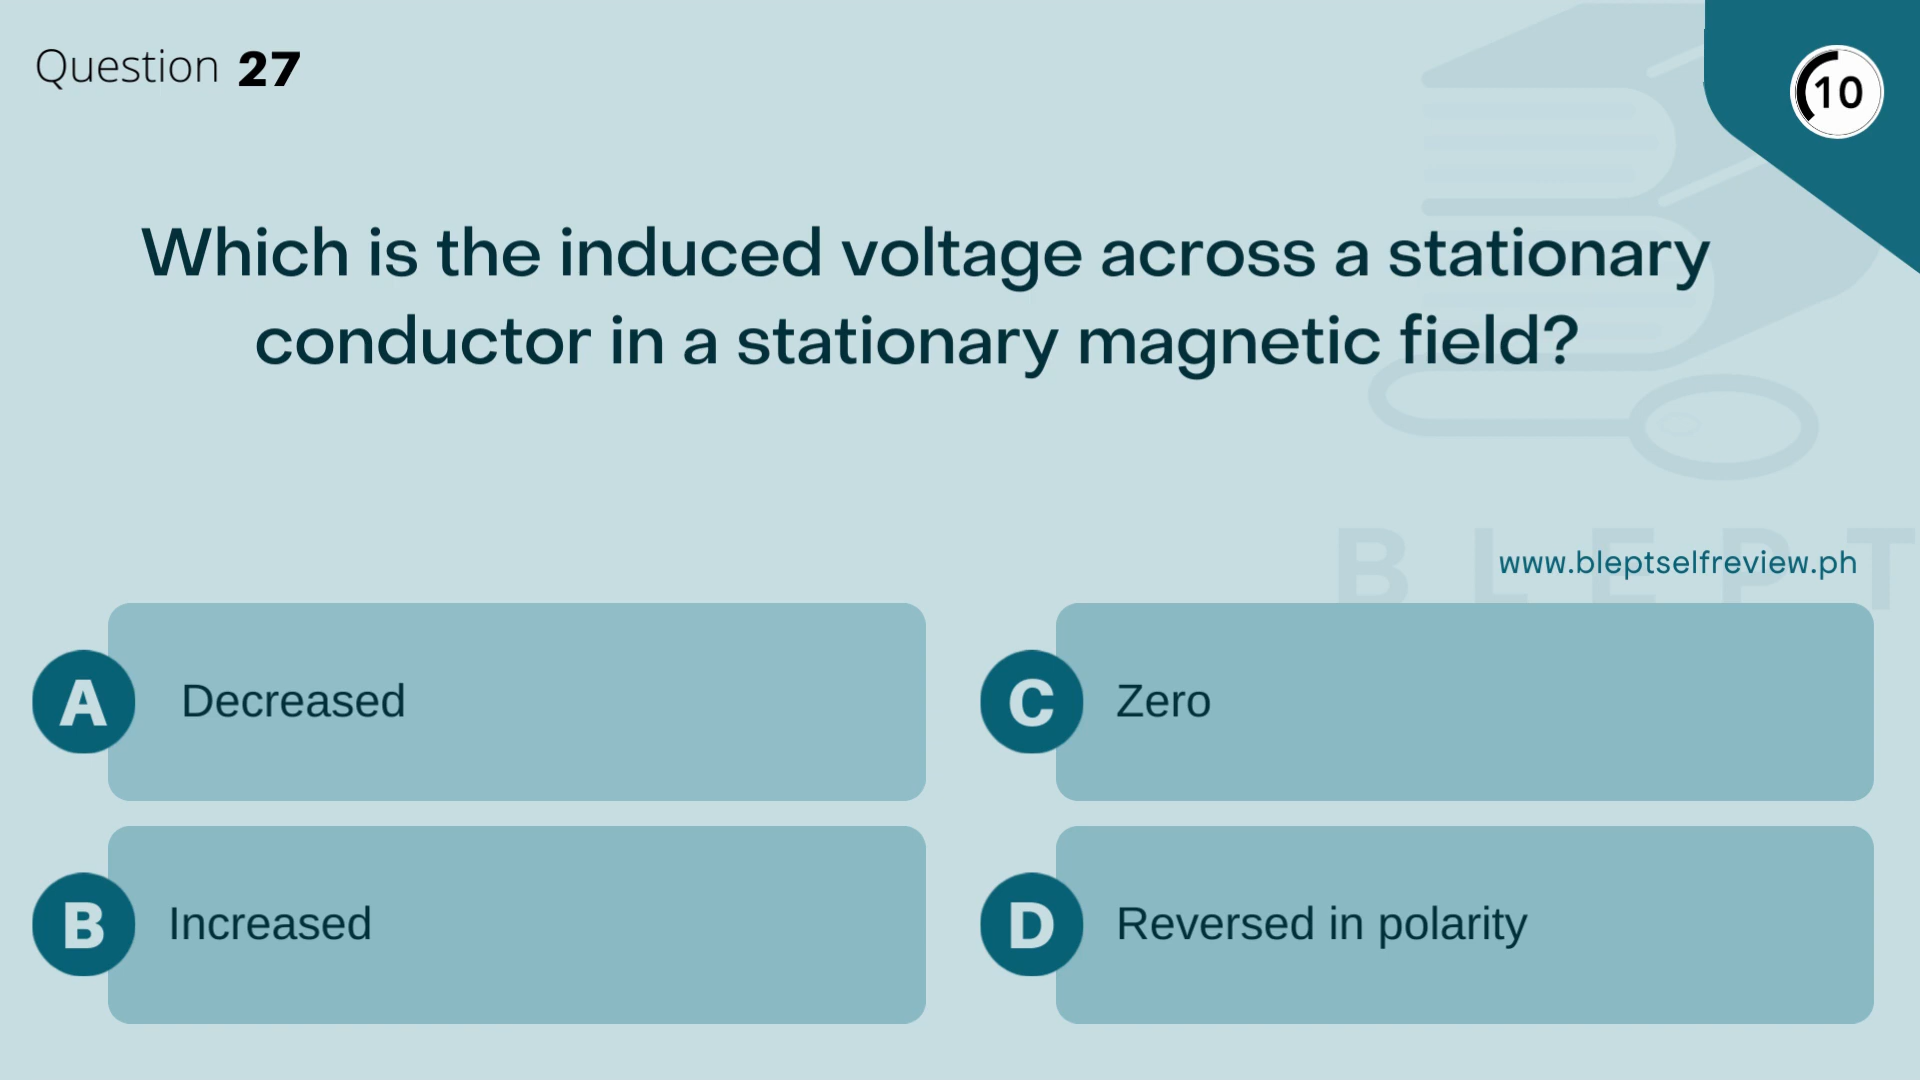 Question 27
10
Which is the induced voltage across a stationary
conductor in a stationary magnetic field?
BLEPT
www.bleptselfreview.ph
A Decreased
C Zero
B Increased
D Reversed in polarity